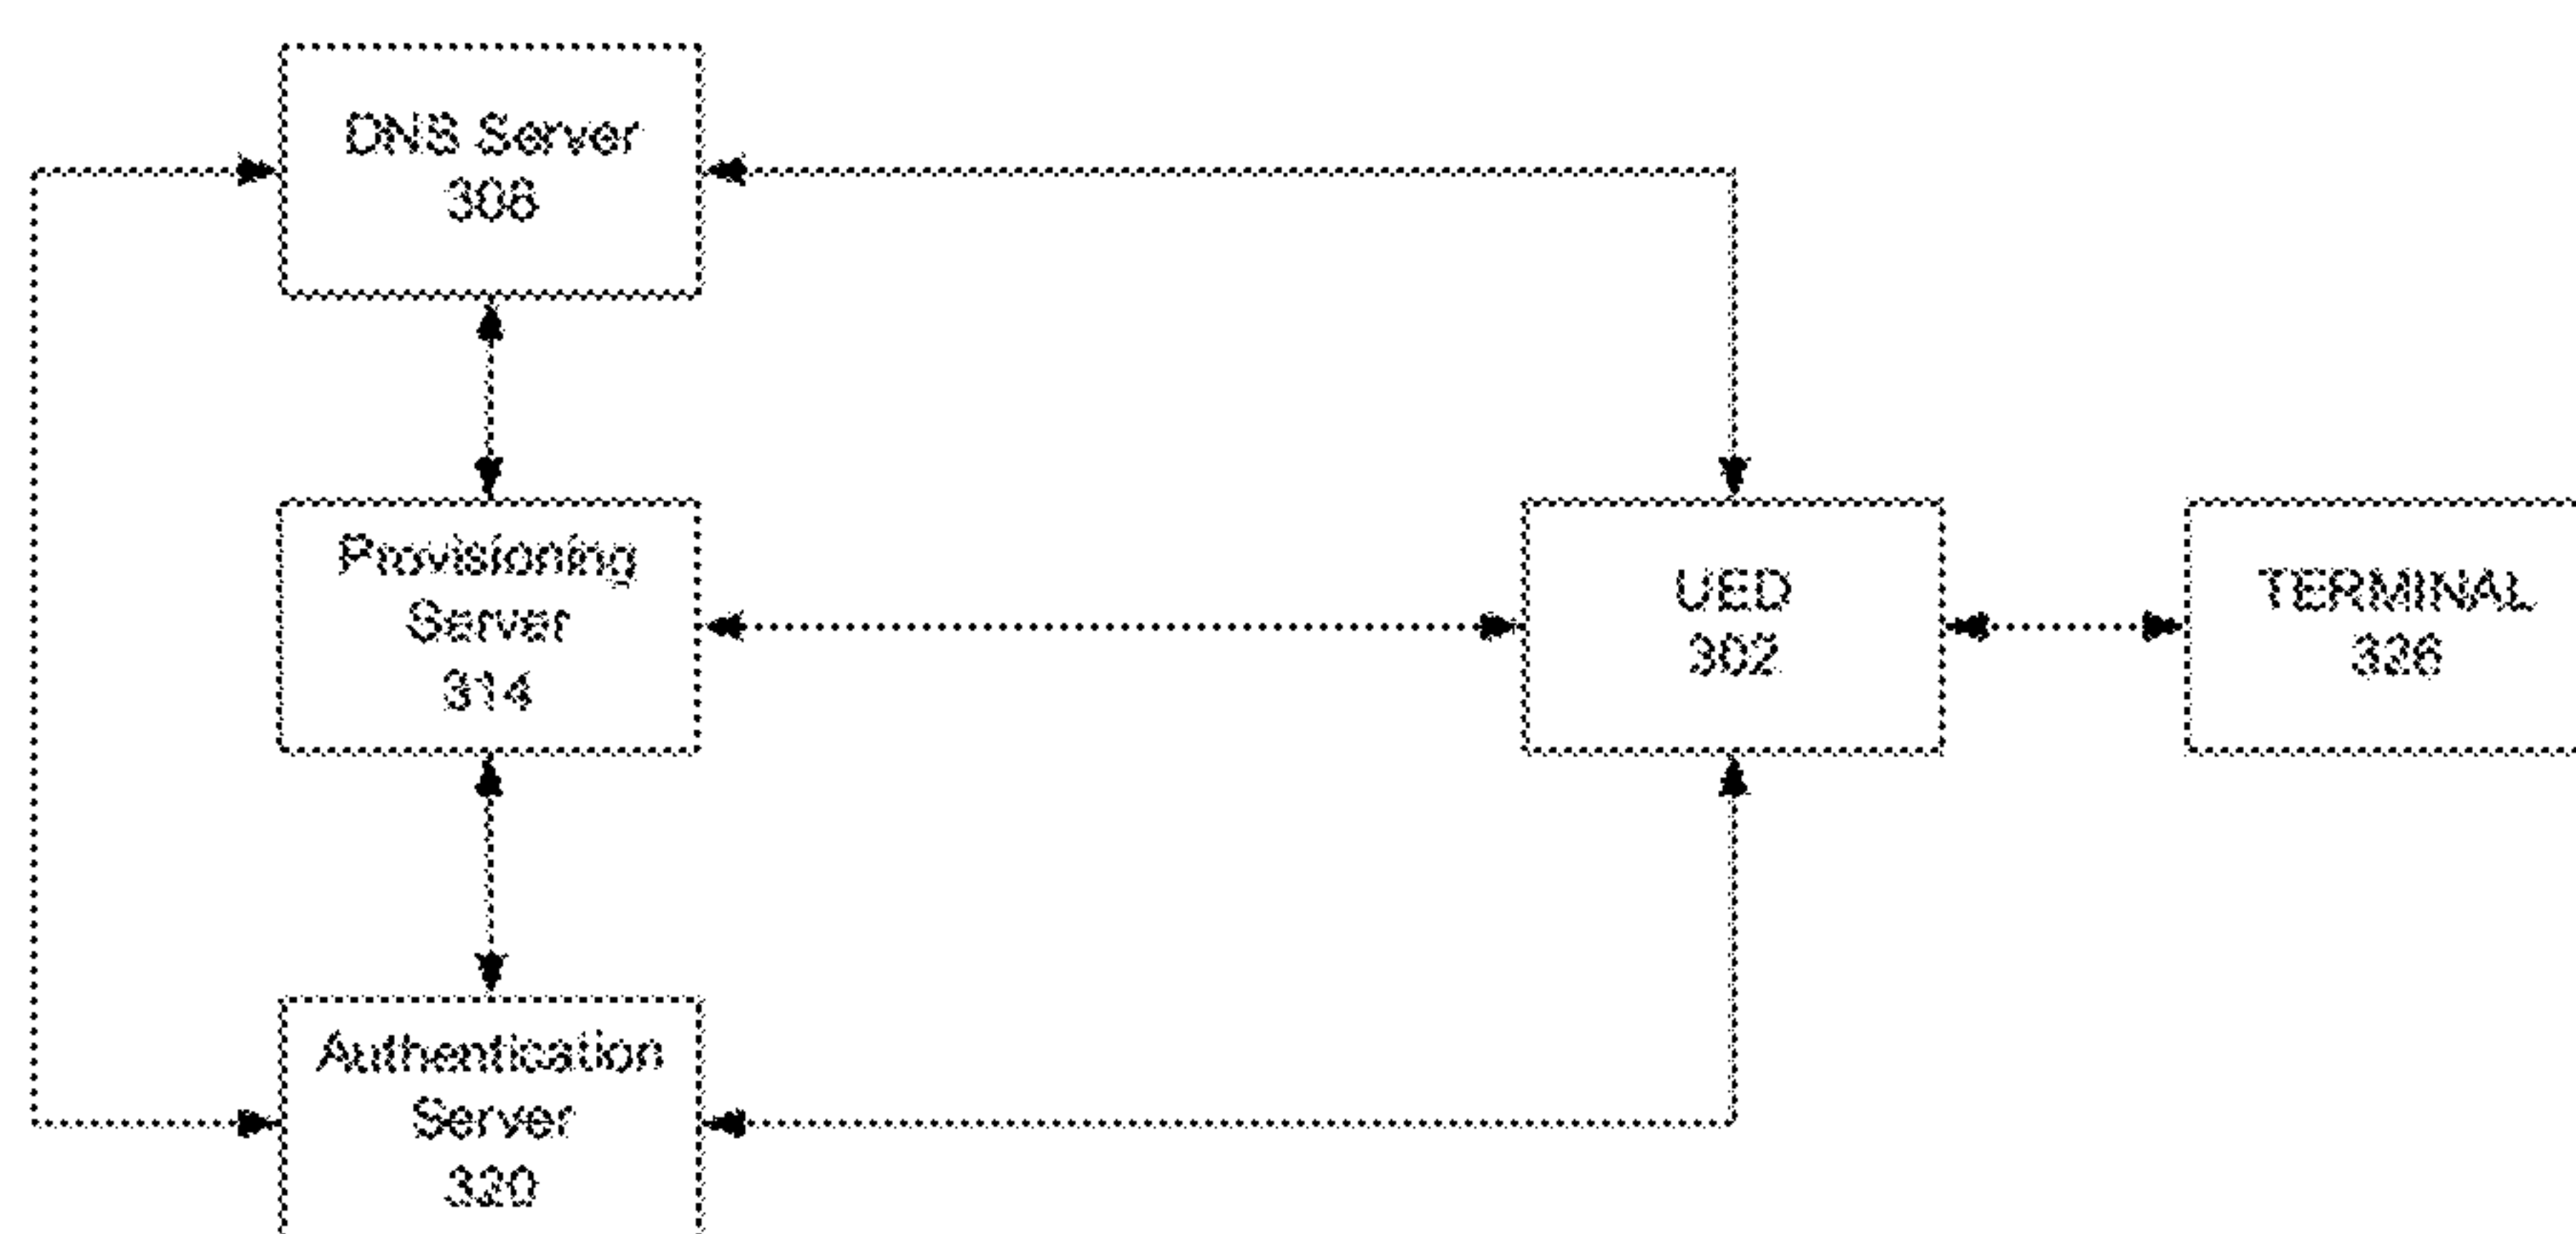 DNS Server
308
Provisioning
Server
314
UED
302
TERMINAL
326
Authentication
Server
320